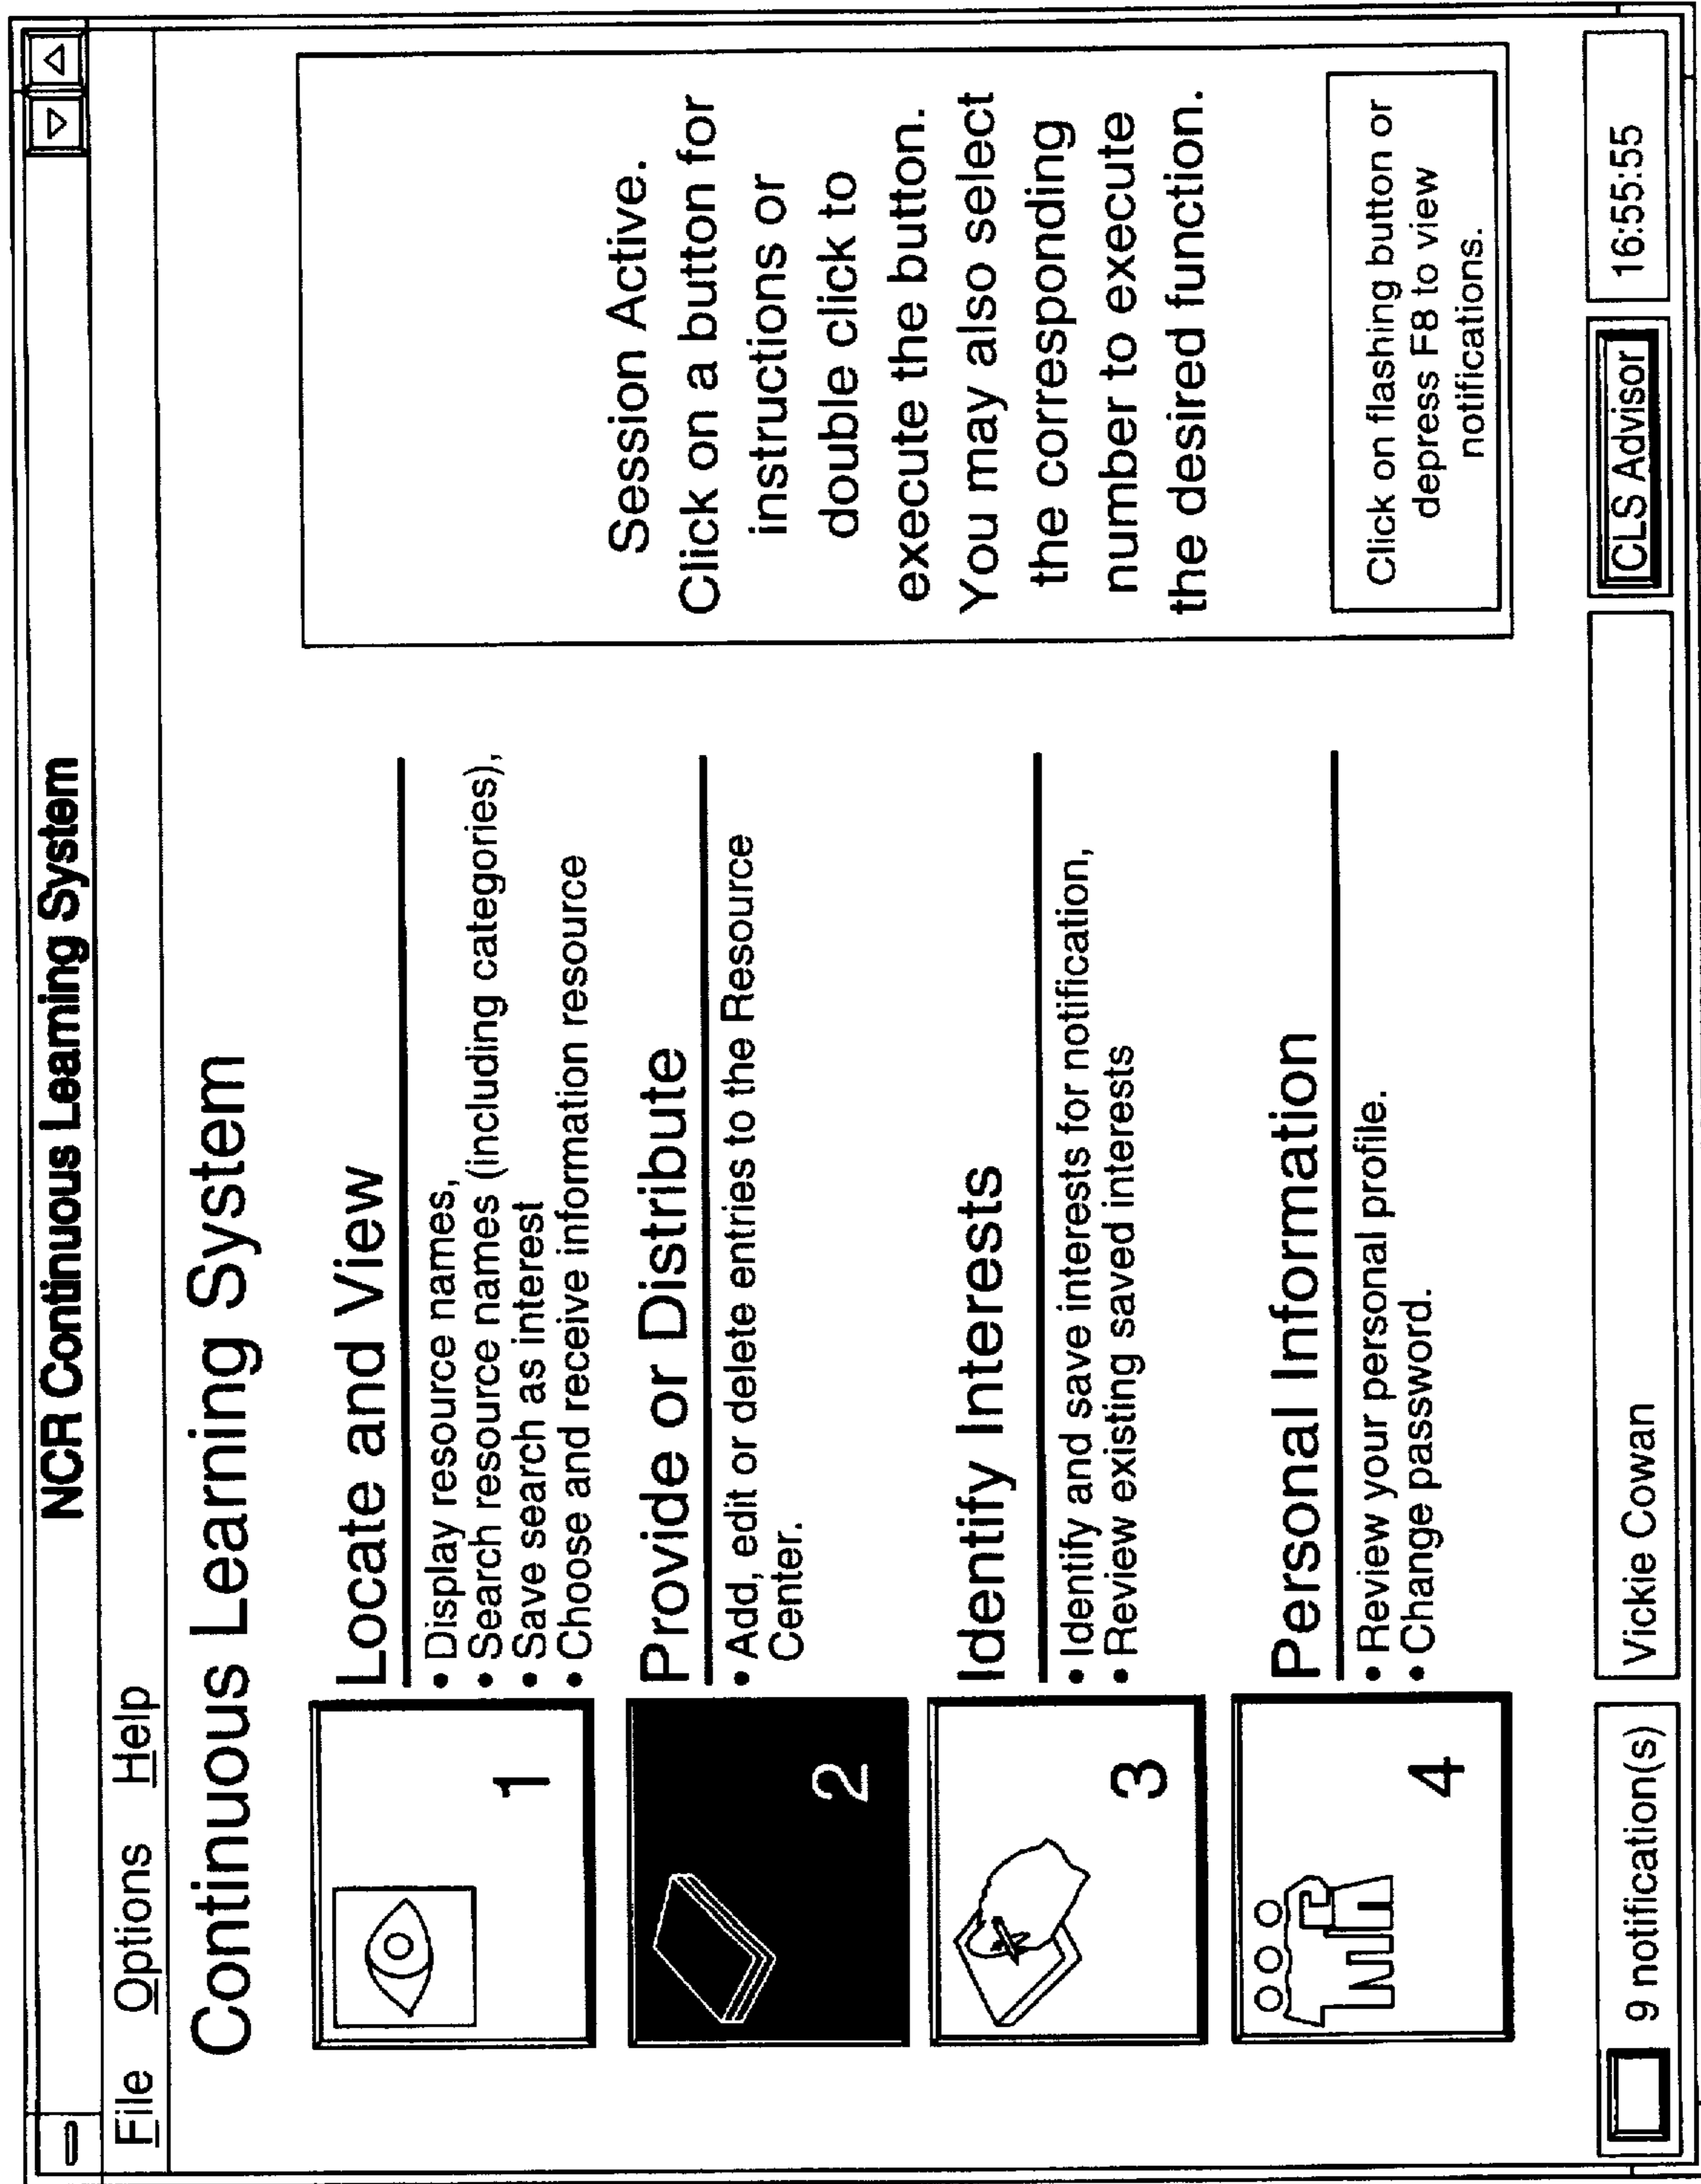 NCR Continuous Learning System
File Options Help
Continuous Learning System
1
Locate and View
• Display resource names,
• Search resource names (including categories),
• Save search as interest
• Choose and receive information resource
2
Provide or Distribute
• Add, edit or delete entries to the Resource
Center.
3
Identify Interests
• Identify and save interests for notification,
• Review existing saved interests
4
Personal Information
• Review your personal profile.
• Change password.
Session Active.
Click on a button for
instructions or
double click to
execute the button.
You may also select
the corresponding
number to execute
the desired function.
Click on flashing button or
depress F8 to view
notifications.
9 notification(s)
Vickie Cowan
CLS Advisor
16:55:55